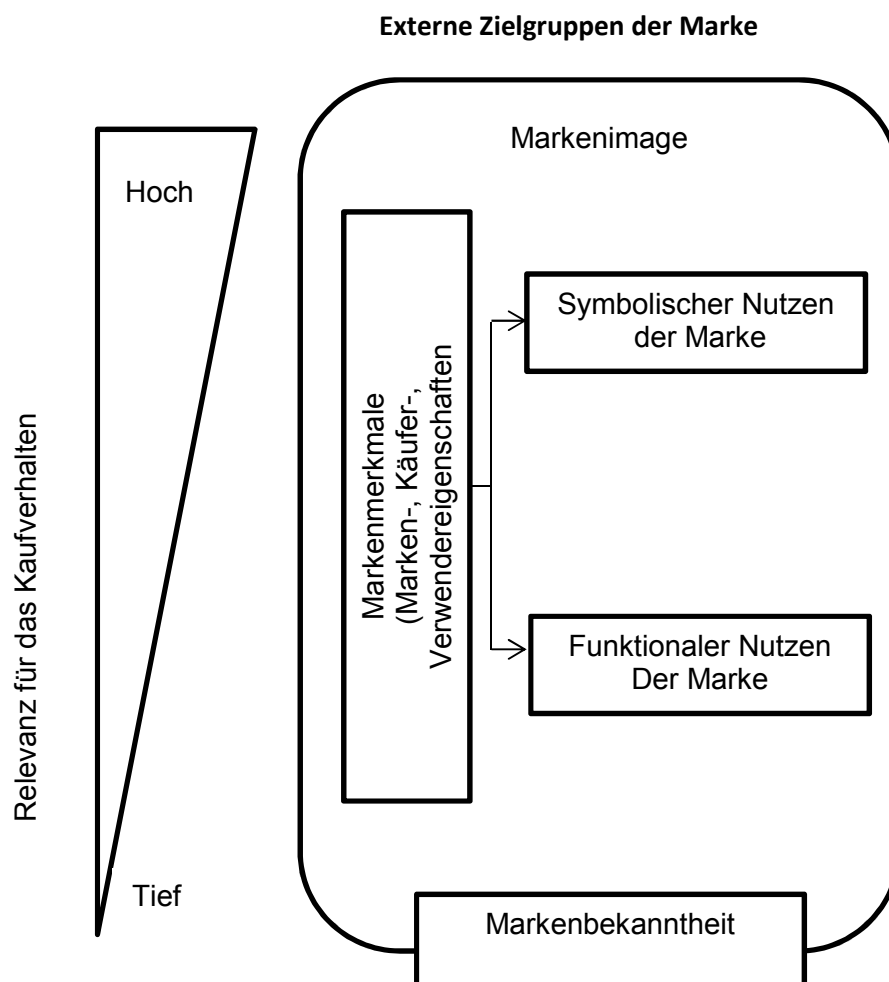 Externe Zielgruppen der Marke
Markenimage
Hoch
Relevanz für das Kaufverhalten
Tief
Markenmerkmale
(Marken-, Käufer-,
Verwendereigenschaften
Symbolischer Nutzen
der Marke
Funktionaler Nutzen
Der Marke
Markenbekanntheit